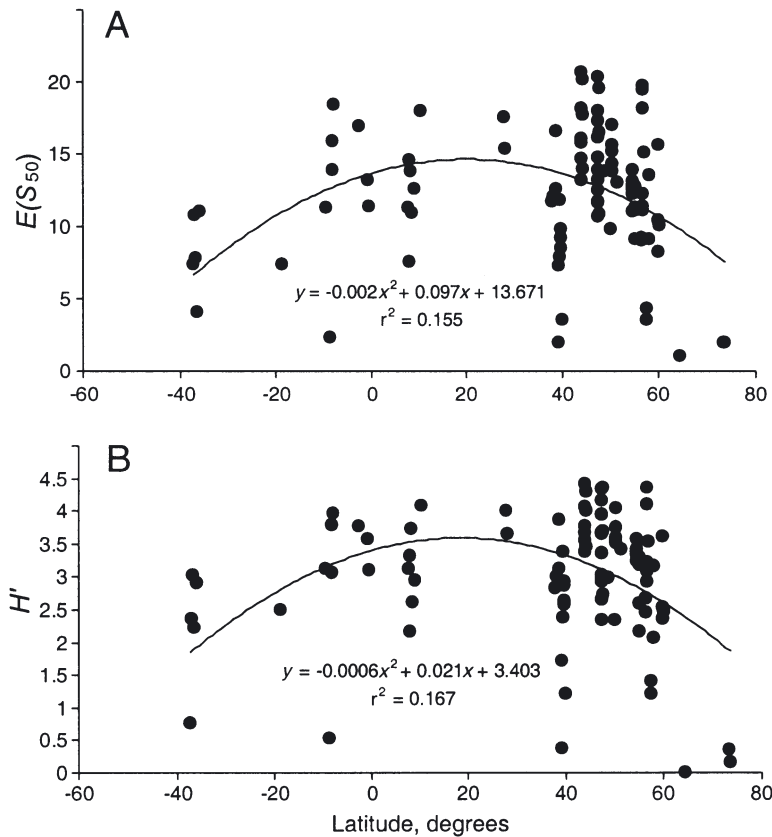 A
20
15
10
5
0
E(S50)
y = -0.002x² + 0.097x + 13.671
r² = 0.155
-60 -40 -20 0 20 40 60 80
B
4.5
4
3.5
3
2.5
2
1.5
1
0.5
0
H'
y = -0.0006x² + 0.021x + 3.403
r² = 0.167
-60 -40 -20 0 20 40 60 80
Latitude, degrees